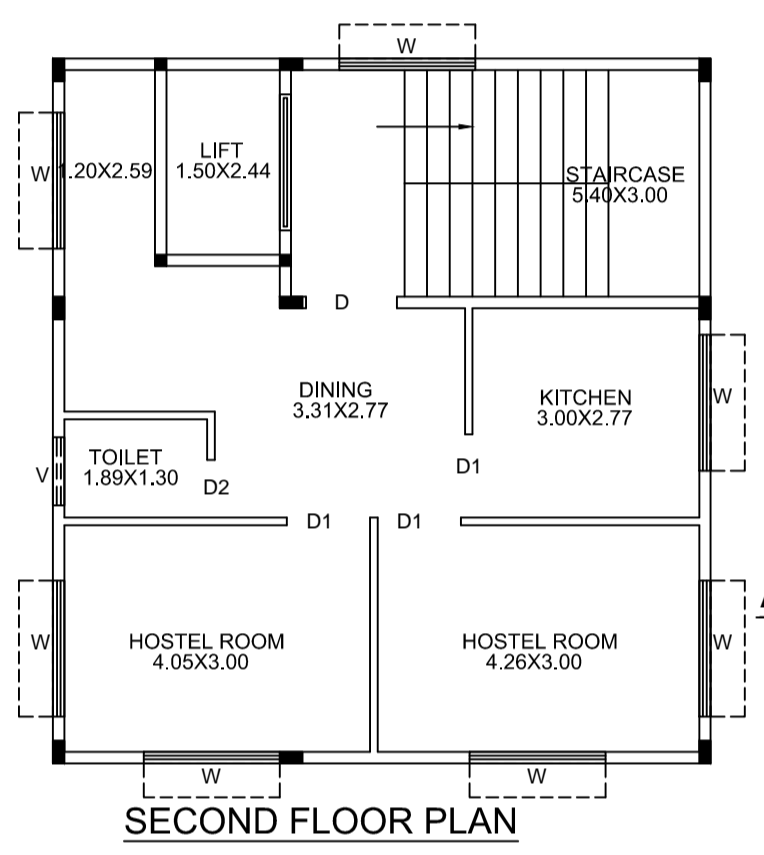 W
LIFT
1.50X2.44
W
1.20X2.59
STAIRCASE
5.40X3.00
D
DINING
3.31X2.77
KITCHEN
3.00X2.77
W
TOILET
1.89X1.30
V
D2
D1
D1
D1
W
HOSTEL ROOM
4.05X3.00
HOSTEL ROOM
4.26X3.00
W
W
W
SECOND FLOOR PLAN